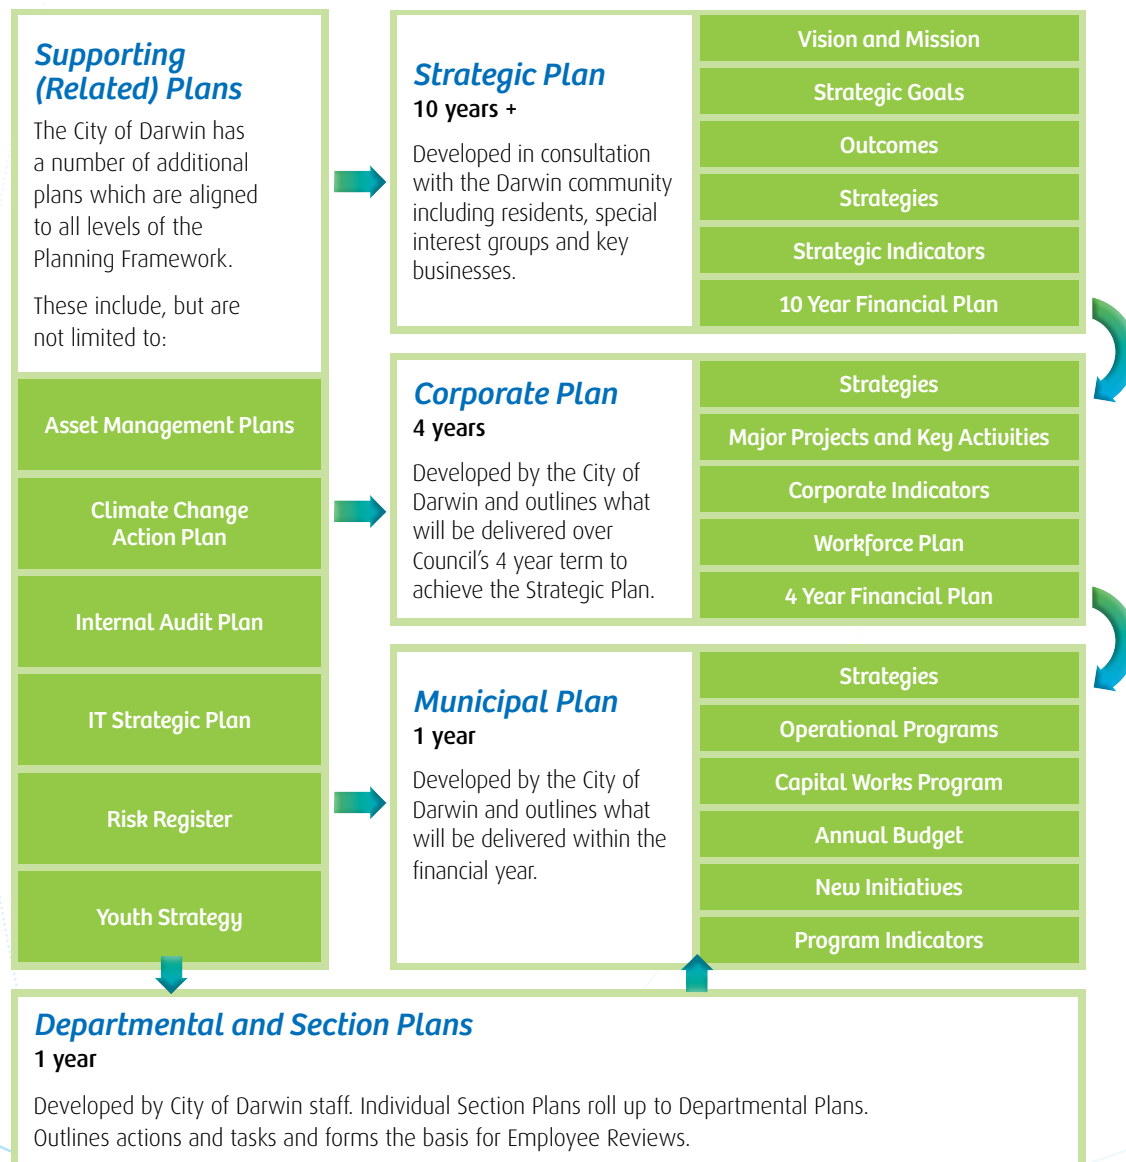 Supporting
(Related) Plans
The City of Darwin has
a number of additional
plans which are aligned
to all levels of the
Planning Framework.
These include, but are
not limited to:
Asset Management Plans
Climate Change
Action Plan
Internal Audit Plan
IT Strategic Plan
Risk Register
Youth Strategy
Strategic Plan
10 years +
Developed in consultation
with the Darwin community
including residents, special
interest groups and key
businesses.
Vision and Mission
Strategic Goals
Outcomes
Strategies
Strategic Indicators
10 Year Financial Plan
Corporate Plan
4 years
Developed by the City of
Darwin and outlines what
will be delivered over
Council's 4 year term to
achieve the Strategic Plan.
Strategies
Major Projects and Key Activities
Corporate Indicators
Workforce Plan
4 Year Financial Plan
Municipal Plan
1 year
Developed by the City of
Darwin and outlines what
will be delivered within the
financial year.
Strategies
Operational Programs
Capital Works Program
Annual Budget
New Initiatives
Program Indicators
Departmental and Section Plans
1 year
Developed by City of Darwin staff. Individual Section Plans roll up to Departmental Plans.
Outlines actions and tasks and forms the basis for Employee Reviews.